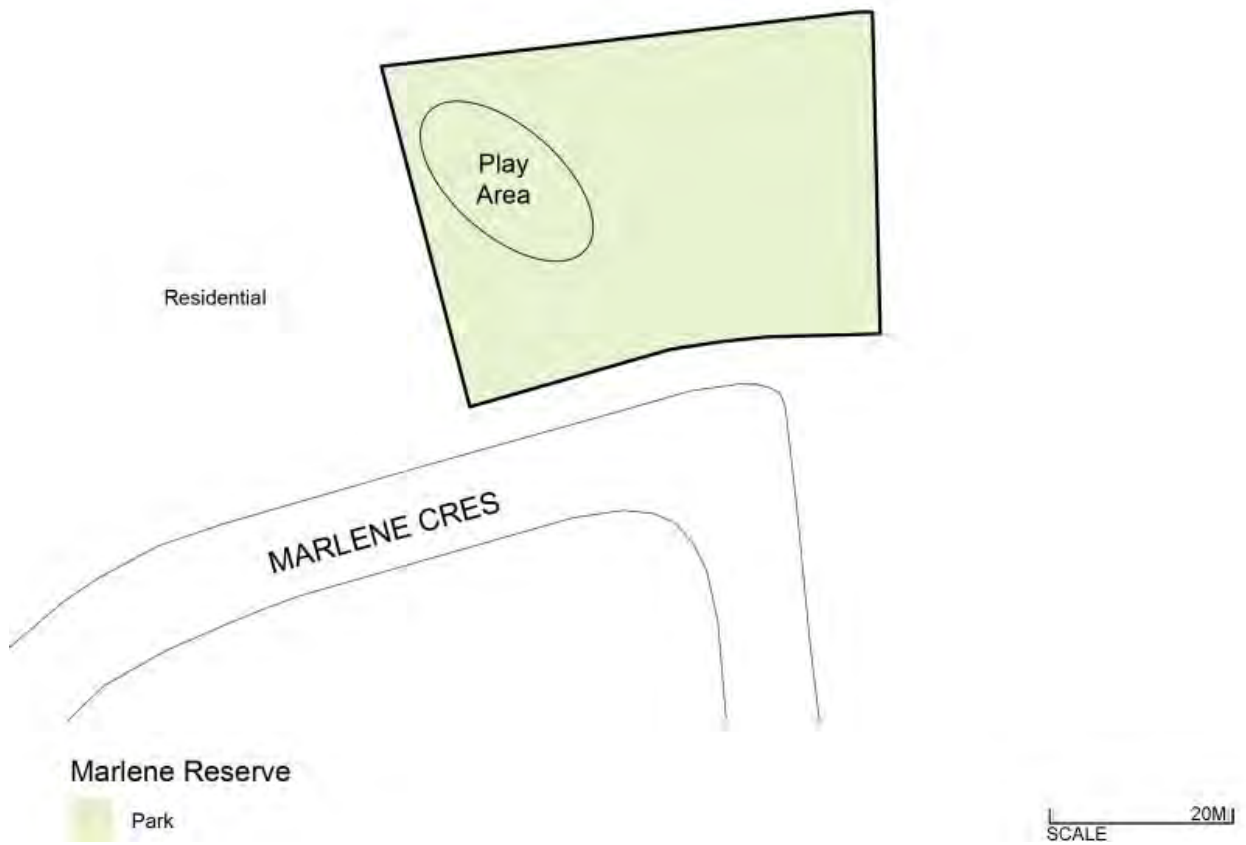 Play
Area
Residential
MARLENE CRES
Marlene Reserve
Park
20M
SCALE